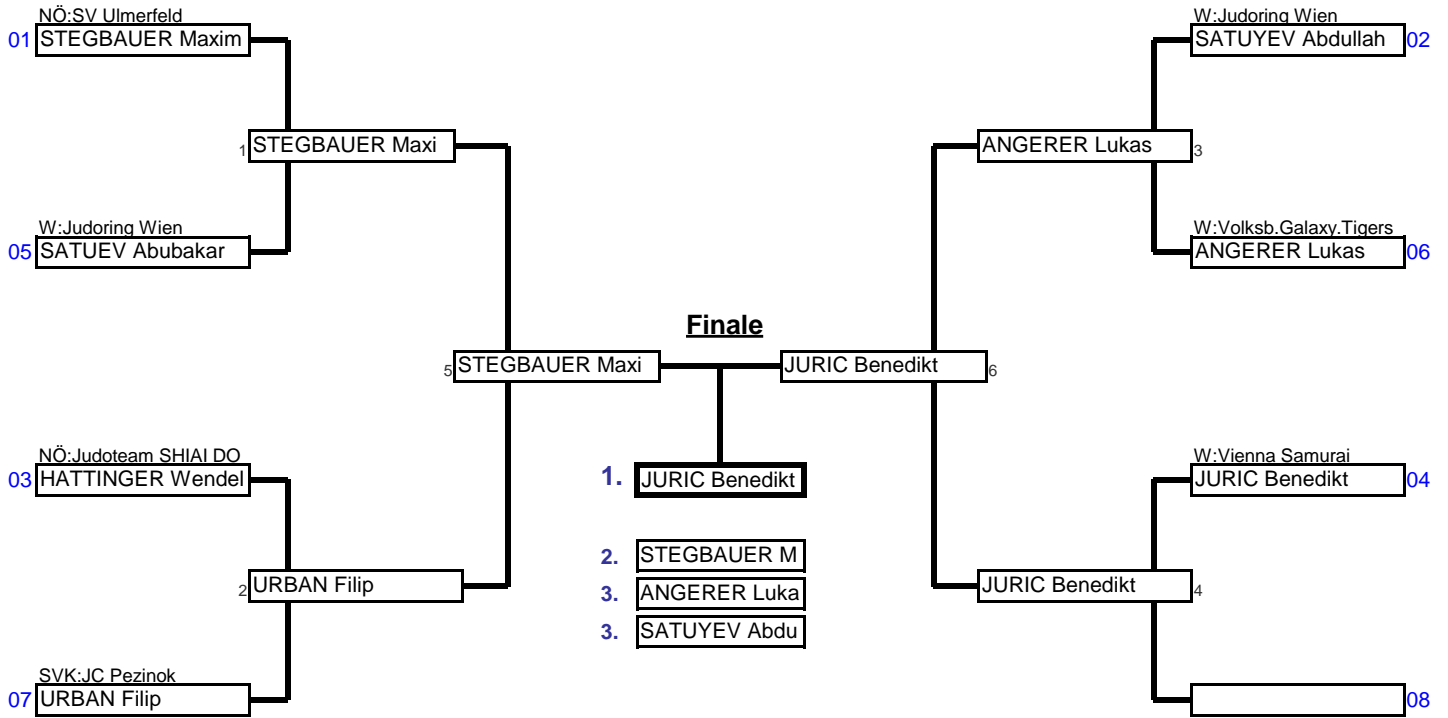 NÖ:SV Ulmerfeld
01 STEGBAUER Maxim
W:Judoring Wien
SATUYEV Abdullah 02
1 STEGBAUER Maxi
ANGERER Lukas 3
W:Judoring Wien
05 SATUEV Abubakar
W:Volksb.Galaxy.Tigers
ANGERER Lukas 06
Finale
5 STEGBAUER Maxi
JURIC Benedikt 6
NÖ:Judoteam SHIAI DO
03 HATTINGER Wendel
1. JURIC Benedikt
W:Vienna Samurai
JURIC Benedikt 04
2. STEGBAUER M
3. ANGERER Luka
3. SATUYEV Abdu
2 URBAN Filip
JURIC Benedikt 4
SVK:JC Pezinok
07 URBAN Filip
08